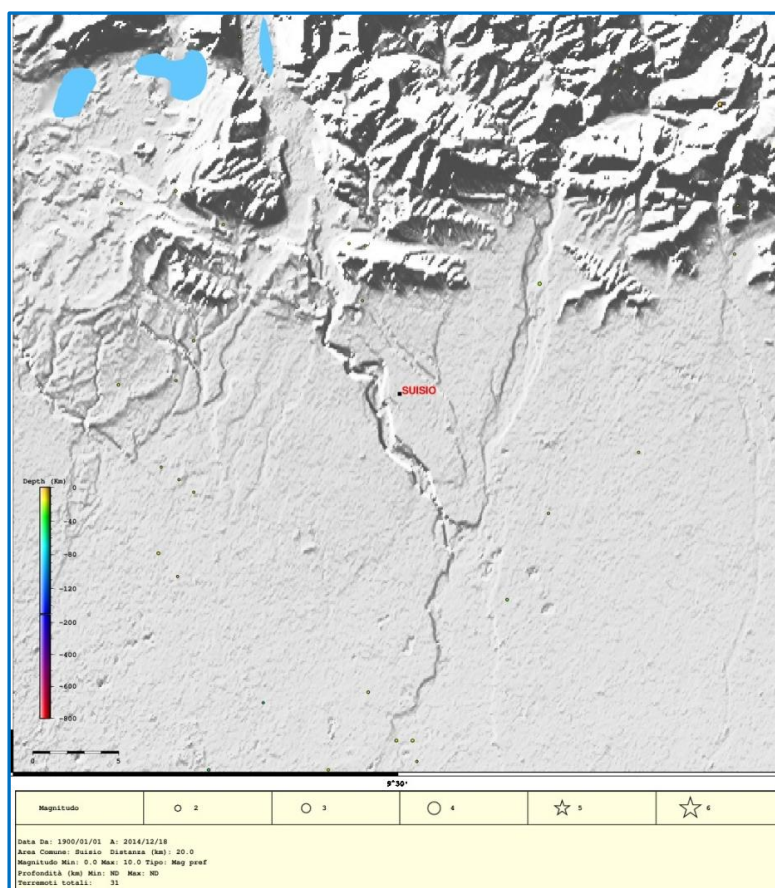 SUISIO
Depth (Km)
0
-40
-80
-120
-200
-400
-600
-800
0 5
9°30'
Magnitudo 2 3 4 5 6
Data Da: 1900/01/01 A: 2014/12/18
Area Comune: Suisio Distanza (km): 20.0
Magnitudo Min: 0.0 Max: 10.0 Tipo: Mag pref
Profondità (km) Min: ND Max: ND
Terremoti totali: 31